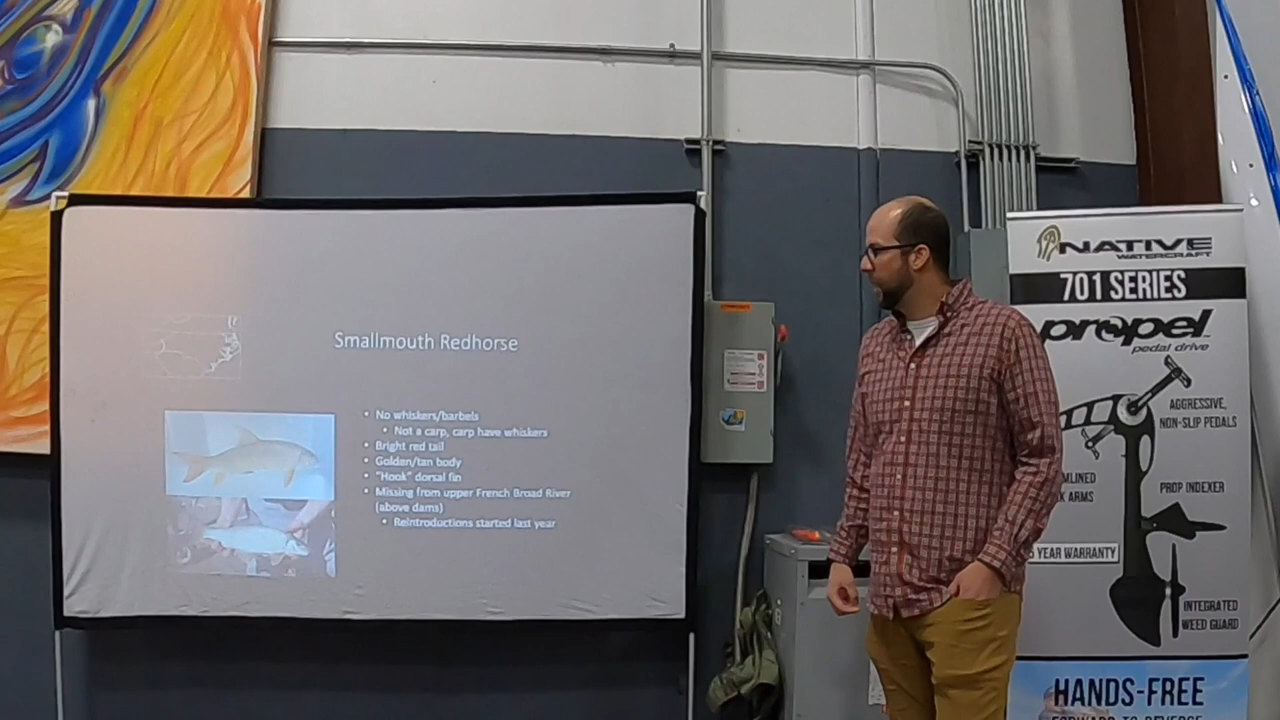 Smallmouth Redhorse
• No whiskers/barbels
• Not a carp, carp have whiskers
• Bright red tail
• Golden/tan body
• "Hook" dorsal fin
• Missing from upper French Broad River
(above dams)
• Reintroductions started last year
NATIVE
WATERCRAFT
701 SERIES
propel
pedal drive
AGGRESSIVE,
NON-SLIP PEDALS
ARMS
PROP INDEXER
YEAR WARRANTY
INTEGRATED
WEED GUARD
HANDS-FREE